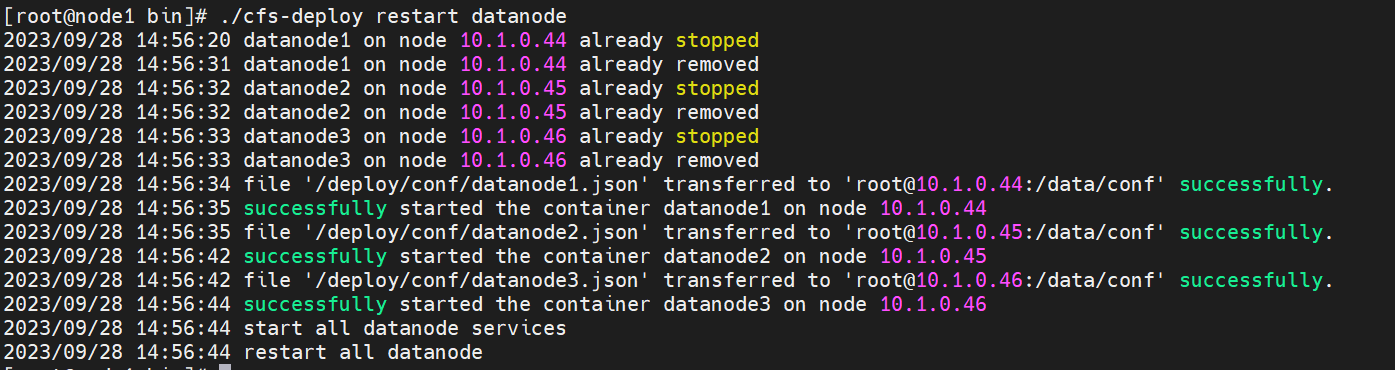 [root@node1 bin]# ./cfs-deploy restart datanode
2023/09/28 14:56:20 datanode1 on node 10.1.0.44 already stopped
2023/09/28 14:56:31 datanode1 on node 10.1.0.44 already removed
2023/09/28 14:56:32 datanode2 on node 10.1.0.45 already stopped
2023/09/28 14:56:32 datanode2 on node 10.1.0.45 already removed
2023/09/28 14:56:33 datanode3 on node 10.1.0.46 already stopped
2023/09/28 14:56:33 datanode3 on node 10.1.0.46 already removed
2023/09/28 14:56:34 file '/deploy/conf/datanode1.json' transferred to 'root@10.1.0.44:/data/conf' successfully.
2023/09/28 14:56:35 successfully started the container datanode1 on node 10.1.0.44
2023/09/28 14:56:35 file '/deploy/conf/datanode2.json' transferred to 'root@10.1.0.45:/data/conf' successfully.
2023/09/28 14:56:42 successfully started the container datanode2 on node 10.1.0.45
2023/09/28 14:56:42 file '/deploy/conf/datanode3.json' transferred to 'root@10.1.0.46:/data/conf' successfully.
2023/09/28 14:56:44 successfully started the container datanode3 on node 10.1.0.46
2023/09/28 14:56:44 start all datanode services
2023/09/28 14:56:44 restart all datanode